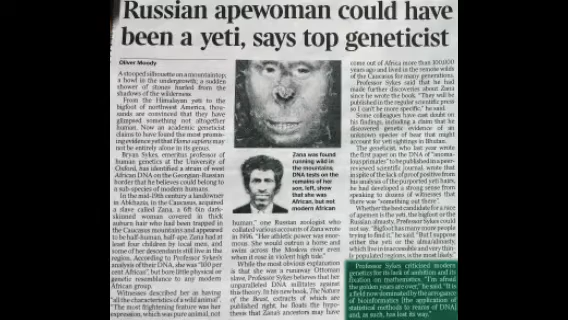 Russian apewoman could have
been a yeti, says top geneticist
Oliver Moody
A stooped silhouette on a mountaintop;
a howl in the undergrowth; a sudden
shower of stones hurled from the
shadows of the wilderness.
From the Himalayan yeti to the
bigfoot of northwest America, thou-
sands are convinced that they have
glimpsed something not altogether
human. Now an academic geneticist
claims to have found the most promis-
ing evidence yet that Homo sapiens may
not be entirely alone in its genus.
Bryan Sykes, emeritus professor of
human genetics at the University of
Oxford, has identified a strain of west
African DNA on the Georgian-Russian
border that he believes could belong to
a sub-species of modern humans.
In the mid-19th century a landowner
in Abkhazia, in the Caucasus, acquired
a slave called Zana, a 6ft 6in dark-
skinned woman covered in thick
auburn hair who had been trapped in
the Caucasus mountains and appeared
to be half-human, half-ape. Zana had at
least four children by local men, and
some of her descendants still live in the
region. According to Professor Sykes's
analysis of their DNA, she was "100 per
cent African" but bore little physical or
genetic resemblance to any modern
African group.
Witnesses described her as having
"all the characteristics of a wild animal".
"The most frightening feature was her
expression, which was pure animal, not
Zana was found
running wild in
the mountains.
DNA tests on the
remains of her
son, left, show
that she was
African, but not
modern African
human," one Russian zoologist who
collated various accounts of Zana wrote
in 1996. "Her athletic power was enor-
mous. She would outrun a horse and
swim across the Moskva river even
when it rose in violent high tide."
While the most obvious explanation
is that she was a runaway Ottoman
slave, Professor Sykes believes that her
unparalleled DNA militates against
this theory. In his new book, The Nature
of the Beast, extracts of which are
published right, he floats the hypo-
thesis that Zana's ancestors may have
come out of Africa more than 100,000
years ago and lived in the remote wilds of
the Caucasus for many generations.
Professor Sykes said that he had
made further discoveries about Zana
since he wrote the book. "They will be
published in the regular scientific press
so I can't be more specific," he said.
Some colleagues have cast doubt on
his findings, including a claim that he
discovered genetic evidence of an
unknown species of bear that might
account for yeti sightings in Bhutan.
The geneticist, who last year wrote
the first paper on the DNA of "anoma-
lous primates" to be published in a peer-
reviewed scientific journal, wrote that
in spite of the lack of proof positive from
his analysis of the purported yeti hairs,
he had developed a strong sense from
speaking to dozens of witnesses that
there was "something out there".
Whether the best candidate for a race
of apemen is the yeti, the bigfoot or the
Russian almasty, Professor Sykes could
not say. "Bigfoot has many more people
trying to find it," he said. "But I suppose
either the yeti or the almas/almasty,
which live in inaccessible and very thin-
ly populated regions, is the most likely."
Professor Sykes criticised modern
genetics for its lack of ambition and its
fixation on mathematics. "I'm afraid
the golden years are over," he said. "It is
a field now dominated by the arrogance
of bioinformatics [the application of
statistical methods to reams of DNA]
and, as such, has lost its way."